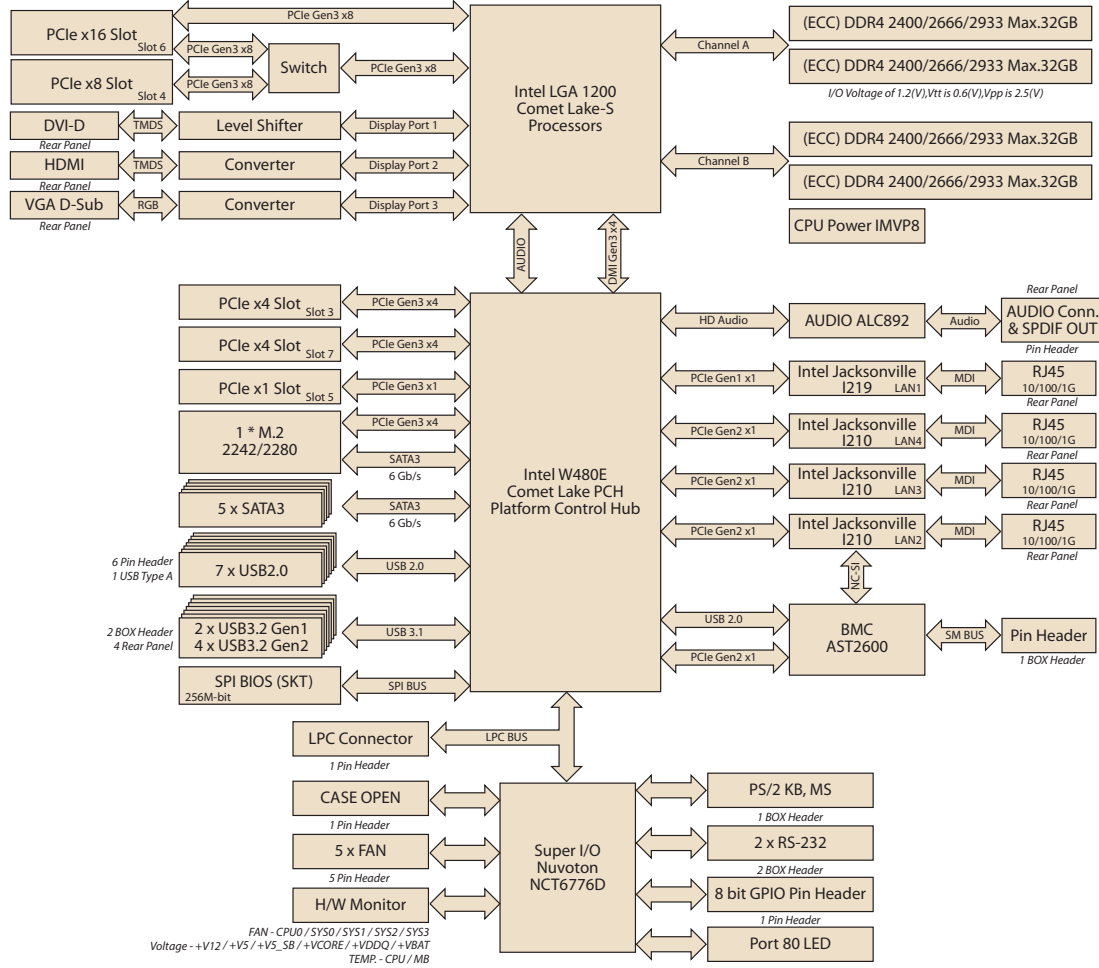 PCIe x16 Slot
Slot 6
PCIe Gen3 x8
PCIe Gen3 x8
PCIe x8 Slot
Slot 4
PCIe Gen3 x8
Switch
PCIe Gen3 x8
DVI-D
Rear Panel
TMDS
Level Shifter
Display Port 1
HDMI
Rear Panel
TMDS
Converter
Display Port 2
VGA D-Sub
Rear Panel
RGB
Converter
Display Port 3
Intel LGA 1200
Comet Lake-S
Processors
Channel A
(ECC) DDR4 2400/2666/2933 Max.32GB
(ECC) DDR4 2400/2666/2933 Max.32GB
I/O Voltage of 1.2(V),Vtt is 0.6(V),Vpp is 2.5(V)
Channel B
(ECC) DDR4 2400/2666/2933 Max.32GB
(ECC) DDR4 2400/2666/2933 Max.32GB
CPU Power IMVP8
AUDIO
DMI Gen3 x4
PCIe x4 Slot
Slot 3
PCIe Gen3 x4
PCIe x4 Slot
Slot 7
PCIe Gen3 x4
PCIe x1 Slot
Slot 5
PCIe Gen3 x1
1 * M.2
2242/2280
PCIe Gen3 x4
SATA3
6 Gb/s
5 x SATA3
SATA3
6 Gb/s
6 Pin Header
1 USB Type A
7 x USB2.0
USB 2.0
2 BOX Header
4 Rear Panel
2 x USB3.2 Gen1
4 x USB3.2 Gen2
USB 3.1
SPI BIOS (SKT)
256M-bit
SPI BUS
Intel W480E
Comet Lake PCH
Platform Control Hub
HD Audio
AUDIO ALC892
Audio
Rear Panel
AUDIO Conn.
& SPDIF OUT
Pin Header
PCIe Gen1 x1
Intel Jacksonville
I219
LAN1
MDI
RJ45
10/100/1G
Rear Panel
PCIe Gen2 x1
Intel Jacksonville
I210
LAN4
MDI
RJ45
10/100/1G
Rear Panel
PCIe Gen2 x1
Intel Jacksonville
I210
LAN3
MDI
RJ45
10/100/1G
Rear Panel
PCIe Gen2 x1
Intel Jacksonville
I210
LAN2
MDI
RJ45
10/100/1G
Rear Panel
NC-SI
USB 2.0
PCIe Gen2 x1
BMC
AST2600
SM BUS
Pin Header
1 BOX Header
LPC Connector
1 Pin Header
LPC BUS
CASE OPEN
1 Pin Header
5 x FAN
5 Pin Header
H/W Monitor
FAN - CPU0 / SYS0 / SYS1 / SYS2 / SYS3
Voltage - +V12 / +V5 / +V5_SB / +VCORE / +VDDQ / +VBAT
TEMP. - CPU / MB
Super I/O
Nuvoton
NCT6776D
PS/2 KB, MS
1 BOX Header
2 x RS-232
2 BOX Header
8 bit GPIO Pin Header
1 Pin Header
Port 80 LED